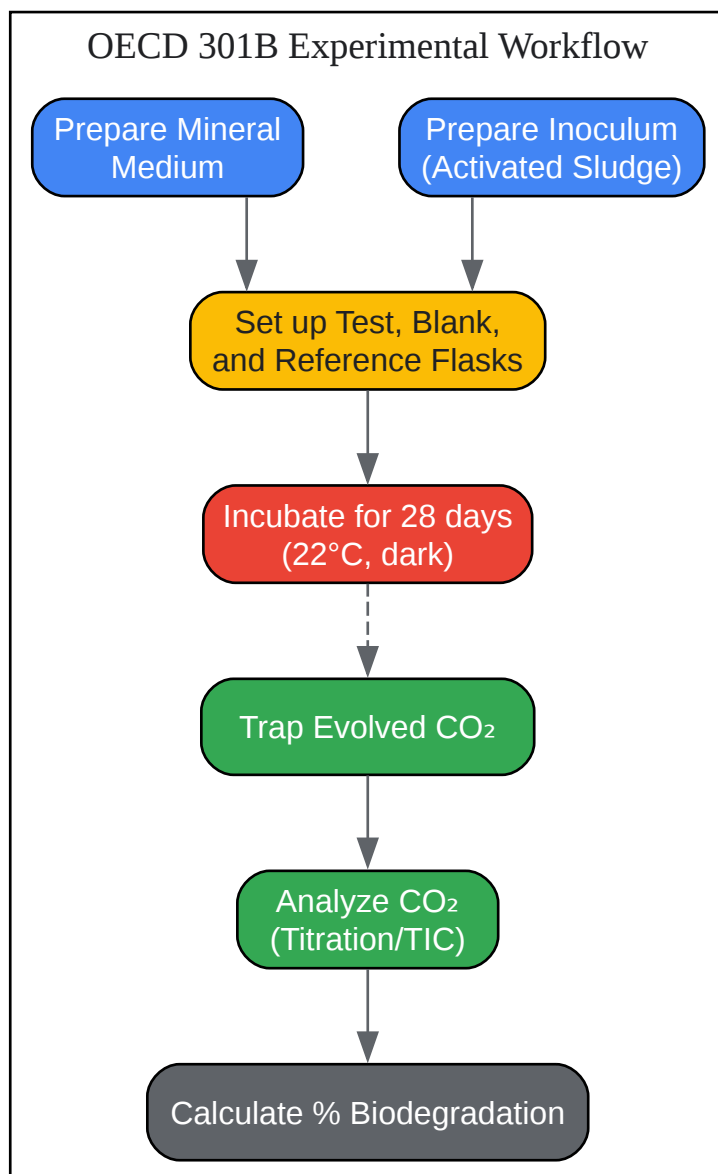 OECD 301B Experimental Workflow
Prepare Mineral
Medium
Prepare Inoculum
(Activated Sludge)
Set up Test, Blank,
and Reference Flasks
Incubate for 28 days
(22°C, dark)
Trap Evolved CO₂
Analyze CO₂
(Titration/TIC)
Calculate % Biodegradation